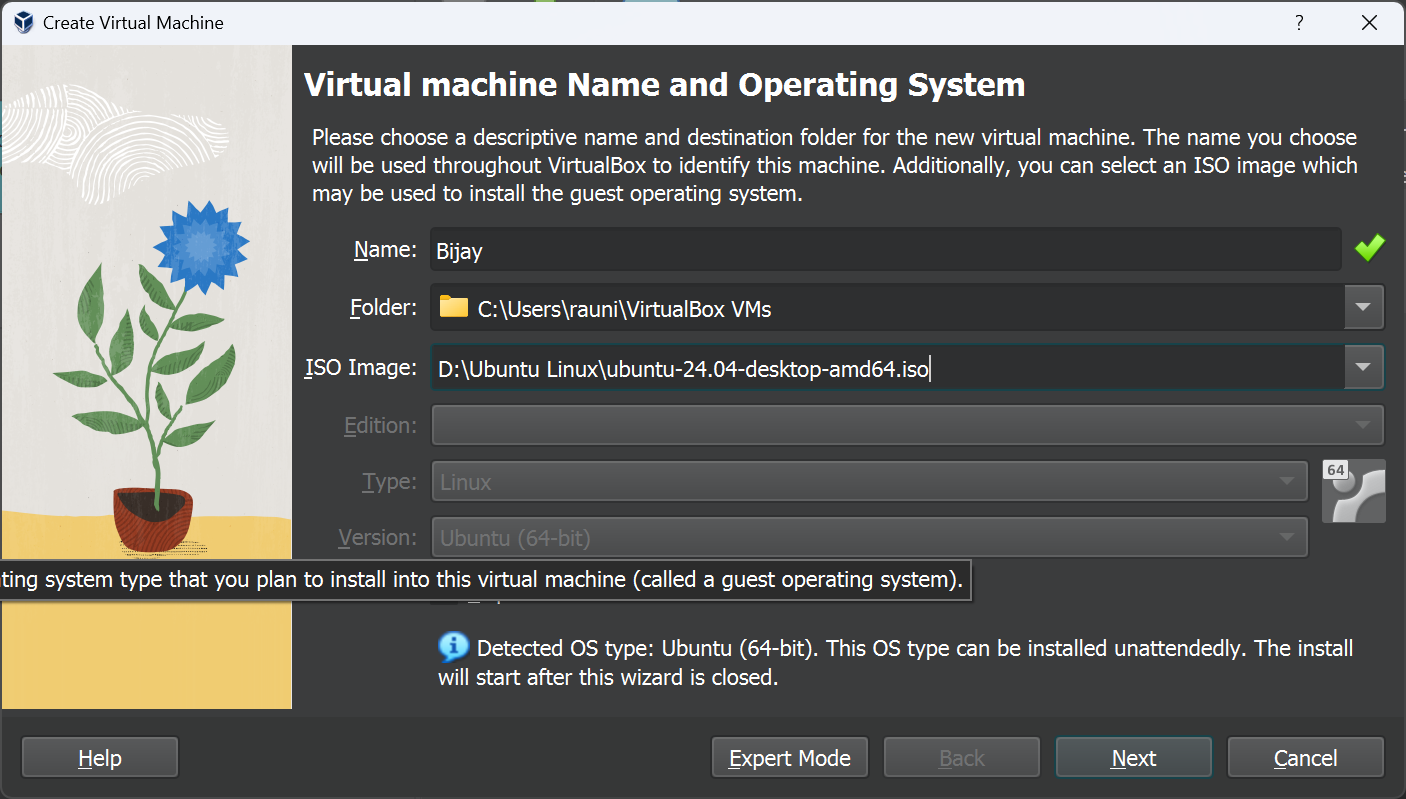 Create Virtual Machine
?
Virtual machine Name and Operating System
Please choose a descriptive name and destination folder for the new virtual machine. The name you choose
will be used throughout VirtualBox to identify this machine. Additionally, you can select an ISO image which
may be used to install the guest operating system.
Name: Bijay
Folder: C:\Users\rauni\VirtualBox VMs
ISO Image: D:\Ubuntu Linux\ubuntu-24.04-desktop-amd64.iso
Edition:
Type: Linux
64
Version: Ubuntu (64-bit)
system type that you plan to install into this virtual machine (called a guest operating system).
Detected OS type: Ubuntu (64-bit). This OS type can be installed unattendedly. The install
will start after this wizard is closed.
Help Expert Mode Back Next Cancel